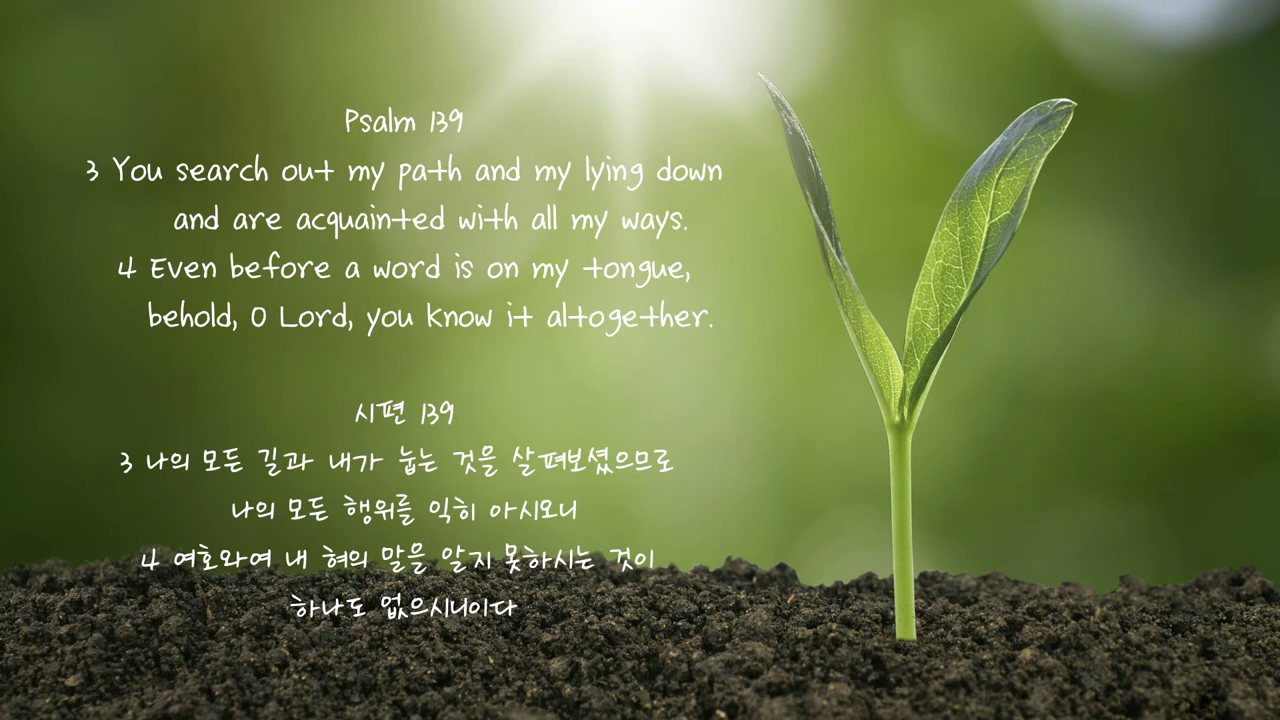 Psalm 139
3 You search out my path and my lying down
and are acquainted with all my ways.
4 Even before a word is on my tongue,
behold, O Lord, you know it altogether.
시편 139
3 나의 모든 길과 내가 눕는 것을 살펴보셨으므로
나의 모든 행위를 익히 아시오니
4 여호와여 내 혀의 말을 알지 못하시는 것이
하나도 없으시니이다